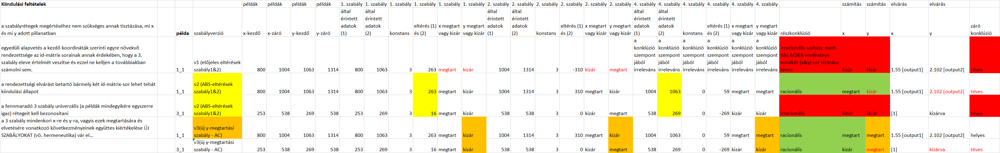 Kiindulási feltételek példák példák példák példák 1. szabály 1. szabály 1. szabály 1. szabály 1. szabály 1. szabály 2. szabály 2. szabály 2. szabály 2. szabály 2. szabály 2. szabály 4. szabály 4. szabály 4. szabály 4. szabály 4. szabály 4. szabály számítás számítás elvárás elvárás
a szabályrétegek megértéséhez nem szükséges annak tisztázása, mi x
és mi y adott pillanatban
példa
szabályverzió
x-kezdő
x-záró
y-kezdő
y-záró
által
érintett
adatok
(1)
által
érintett
adatok
(2)
konstans
eltérés (1)
és (2)
x megtart
vagy kizár
y megtart
vagy kizár
által
érintett
adatok
(1)
által
érintett
adatok
(2)
konstans
eltérés (1)
és (2)
x megtart
vagy kizár
y megtart
vagy kizár
által
érintett
adatok
(1)
által
érintett
adatok
(2)
konstans
eltérés (1)
és (2)
x megtart
vagy kizár
y megtart
vagy kizár
részkonklúzió
x
y
x
y
záró
konklúzió
egyedüli alapvetés a kezdő koordináták szerinti egyre növekvő
rendezettsége az id-mátrix sorainak annak érdekében, hogy a 3.
szabály eleve értelmét veszítse és ezzel ne kelljen a továbbiakban
számolni sem.
1_1
v1 (előjeles eltérések
szabály1&2)
800 1004 1063 1314 800 1063 3 263 megtart kizár 1004 1314 3 -310 kizár megtart
a
konklúzió
szempont
jából
irreleváns
a
konklúzió
szempont
jából
irreleváns
a
konklúzió
szempont
jából
irreleváns
a
konklúzió
szempont
jából
irreleváns
a
konklúzió
szempont
jából
irreleváns
a
konklúzió
szempont
jából
irreleváns
irracionális szabály, mert
K&L&Q&R eredménye
mindkét (x&y) sor kizárása
lenne
kizár kizár 1.55 [output1] 2.102 [output2] téves
a rendezettségi elvárást betartó bármely két id-mátrix-sor lehet tehát
kiindulási állapot
1_1
v2 (ABS-eltérések
szabály1&2)
800 1004 1063 1314 800 1063 3 263 megtart kizár 1004 1314 3 310 megtart kizár 1004 1063 0 59 megtart megtart racionális megtart kizár 1.55 [output1] 2.102 [output2] téves
a fennmaradó 3 szabály univerzális (a példák mindegyikére egyszerre
igaz) rétegeit kell bezonosítani
3_1
v2 (ABS-eltérések
szabály1&2)
253 538 269 538 253 269 3 16 megtart kizár 538 538 3 0 kizár megtart 538 269 0 -269 kizár kizár irracionális kizár kizár [1] kizárva téves
a 3 szabály mindenkori x-re és y-ra, vagyis ezek megtartására és
elvetésére vonatkozó következményeinek együttes kiértékelése ÚJ
SZABÁLYOKAT (vö. hermeneutika) vár el...
1_1
v3(új y-megtartási
szabály - AC)
800 1004 1063 1314 800 1063 3 263 megtart kizár 1004 1314 3 310 megtart kizár 1004 1063 0 59 megtart megtart racionális megtart megtart 1.55 [output1] 2.102 [output2] helyes
3_1
v3(új y-megtartási
szabály - AC)
253 538 269 538 253 269 3 16 megtart kizár 538 538 3 0 kizár megtart 538 269 0 -269 kizár kizár racionális kizár megtart [1] kizárva téves